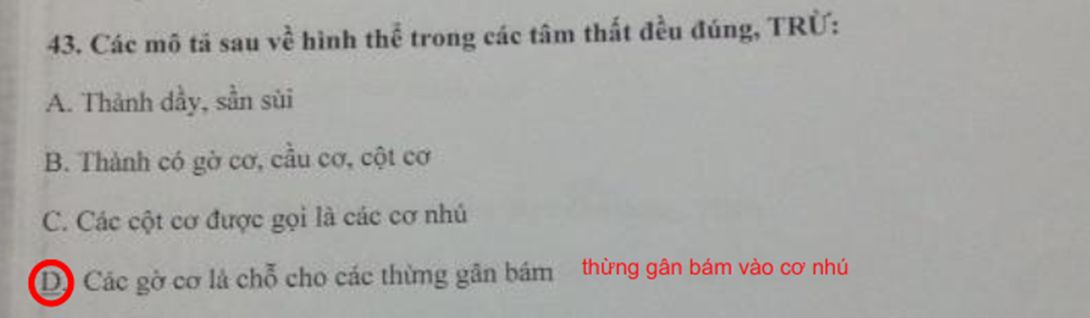 43. Các mô tả sau về hình thể trong các tâm thất đều đúng, TRỪ:
A. Thành dầy, sần sùi
B. Thành có gờ cơ, cầu cơ, cột cơ
C. Các cột cơ được gọi là các cơ nhú
D. Các gờ cơ là chỗ cho các thừng gân bám thừng gân bám vào cơ nhú